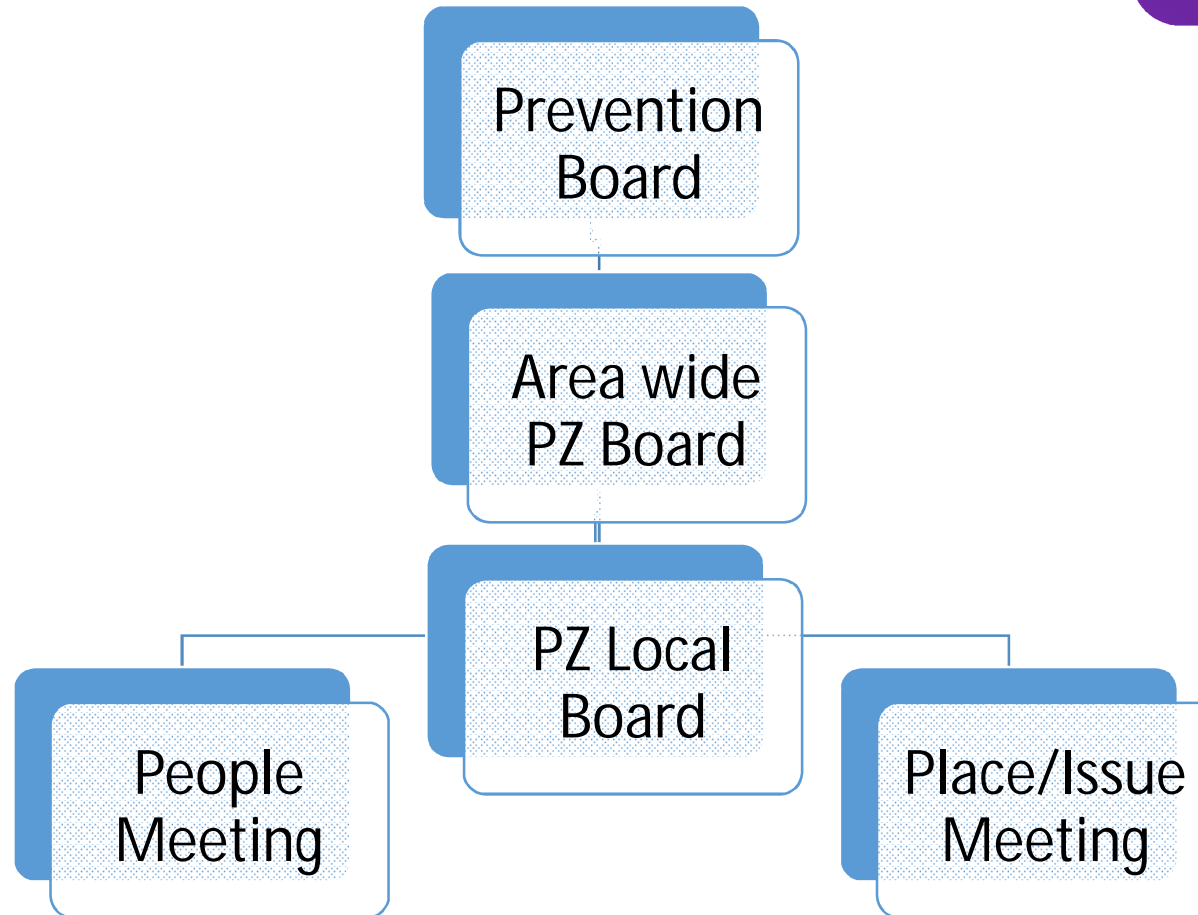 Prevention
Board
Area wide
PZ Board
PZ Local
Board
People
Meeting
Place/Issue
Meeting